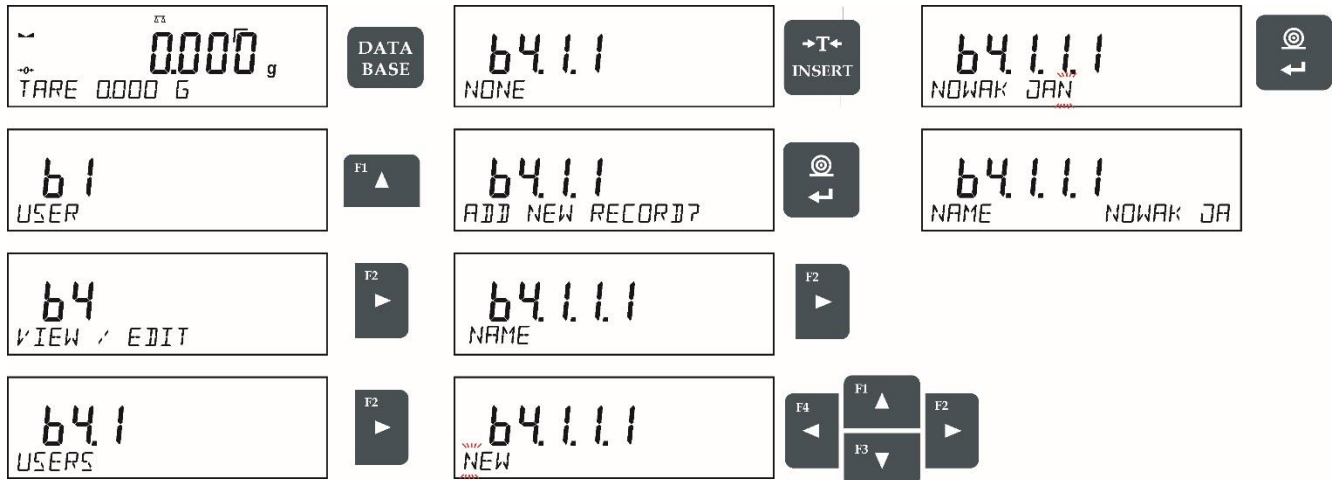 0.000 g
TARE 0.000 G
DATA
BASE
b1
USER
F1
b4
VIEW / EDIT
F2
b4.1
USERS
F2
b4.1.1
NONE
→T←
INSERT
b4.1.1
ADD NEW RECORD?
b4.1.1.1
NAME
F2
b4.1.1.1
NEW
F4
F1
F3
F2
b4.1.1.1
NOWAK JAN
b4.1.1.1
NAME NOWAK JA